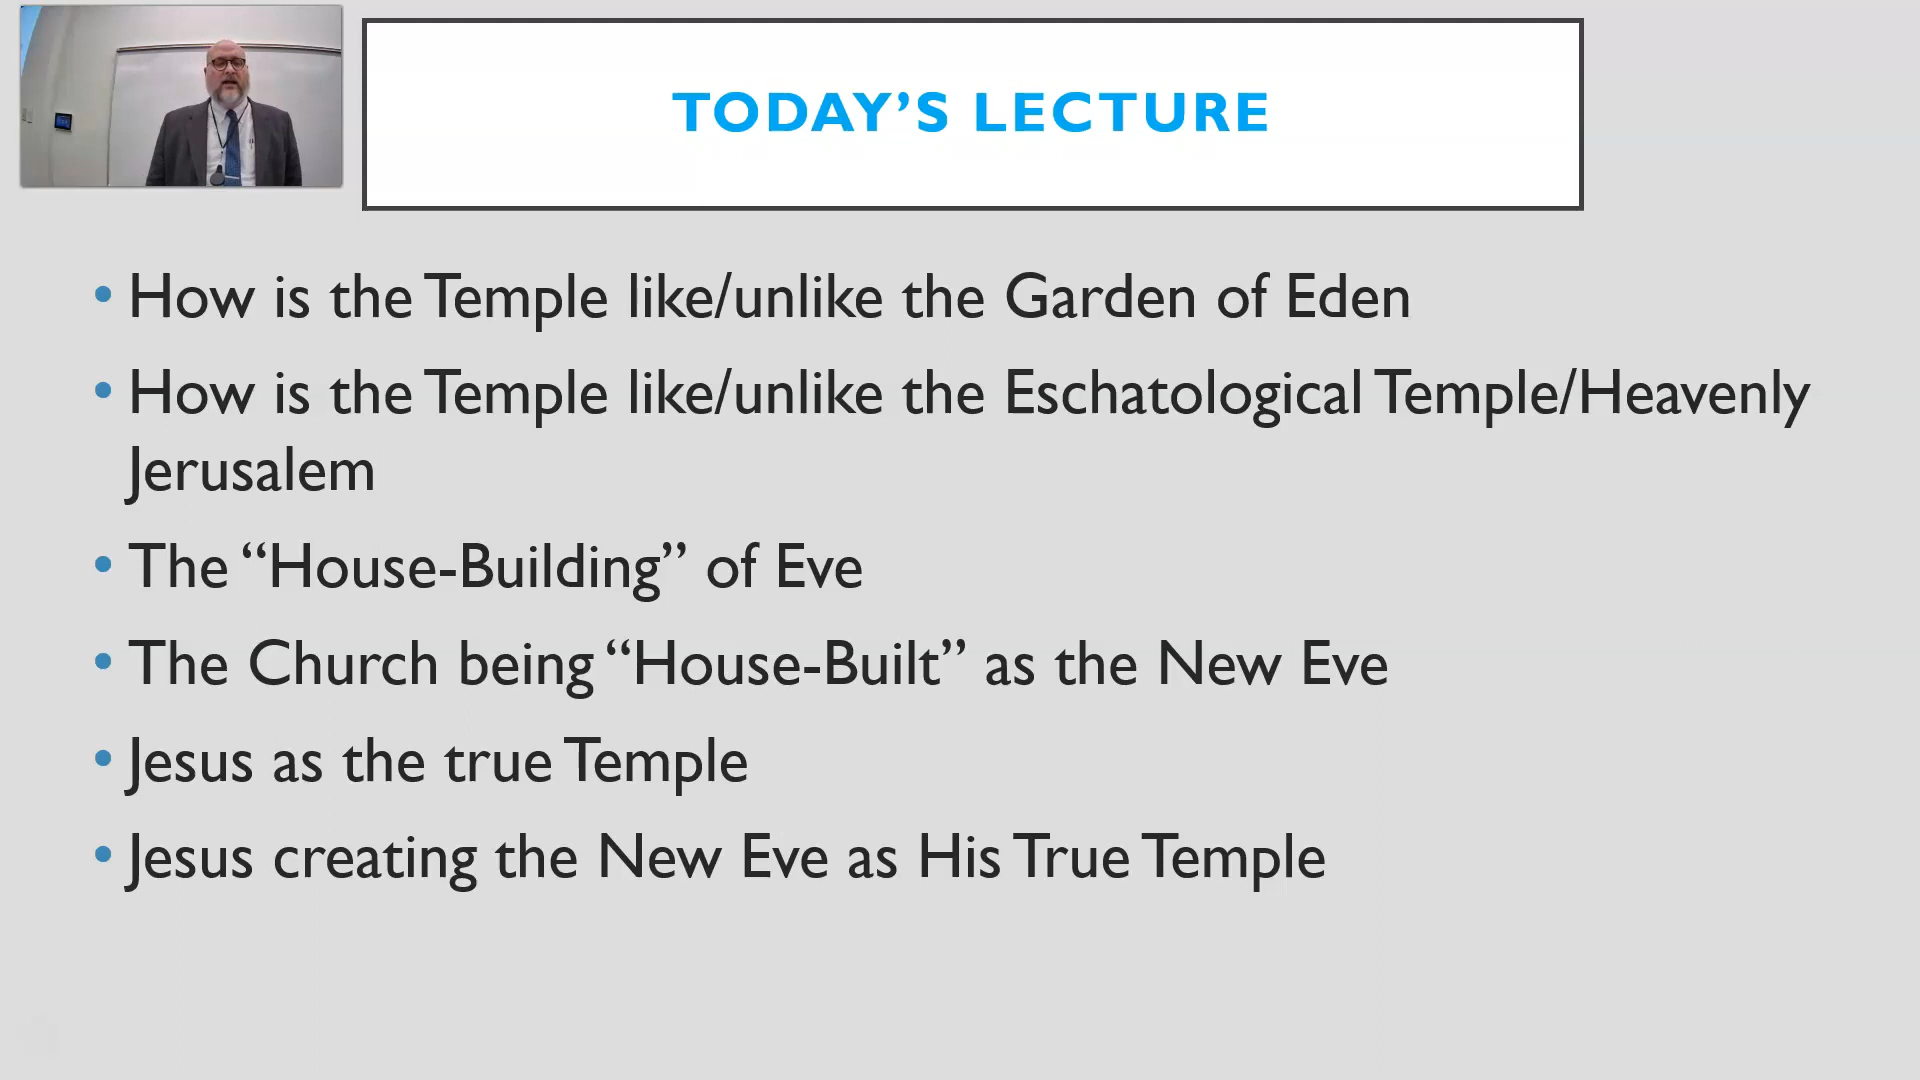 TODAY’S LECTURE
• How is the Temple like/unlike the Garden of Eden
• How is the Temple like/unlike the Eschatological Temple/Heavenly
Jerusalem
• The “House-Building” of Eve
• The Church being “House-Built” as the New Eve
• Jesus as the true Temple
• Jesus creating the New Eve as His True Temple